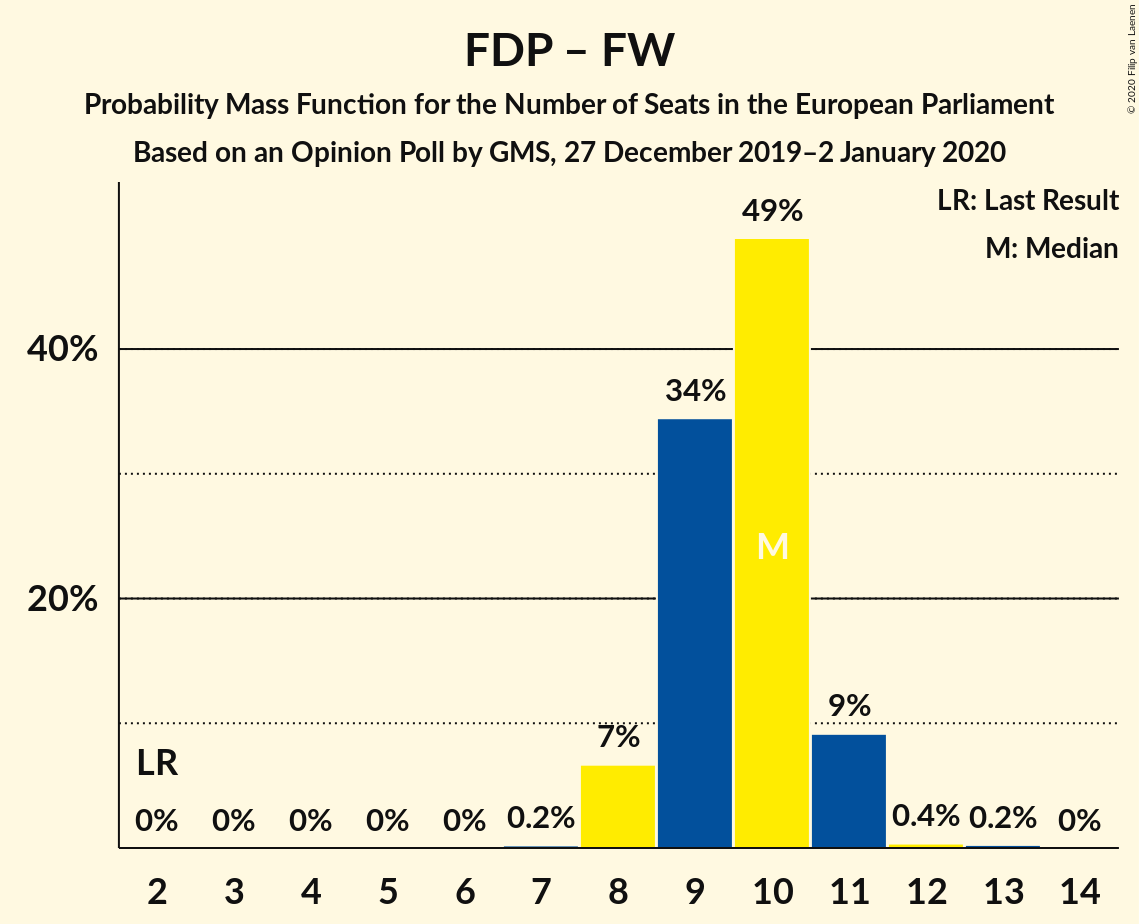 FDP – FW
Probability Mass Function for the Number of Seats in the European Parliament
Based on an Opinion Poll by GMS, 27 December 2019–2 January 2020
© 2020 Filip van Laenen
LR: Last Result
M: Median
49%
40%
34%
M
20%
9%
7%
LR
0% 0% 0% 0% 0% 0.2% 0.4% 0.2% 0%
2 3 4 5 6 7 8 9 10 11 12 13 14